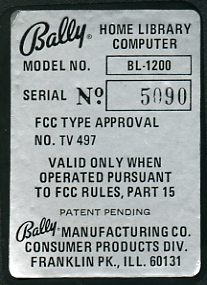 Bally® HOME LIBRARY
COMPUTER
MODEL NO. BL-1200
SERIAL No. 5090
FCC TYPE APPROVAL
NO. TV 497
VALID ONLY WHEN
OPERATED PURSUANT
TO FCC RULES, PART 15
PATENT PENDING
Bally® MANUFACTURING CO.
CONSUMER PRODUCTS DIV.
FRANKLIN PK., ILL. 60131